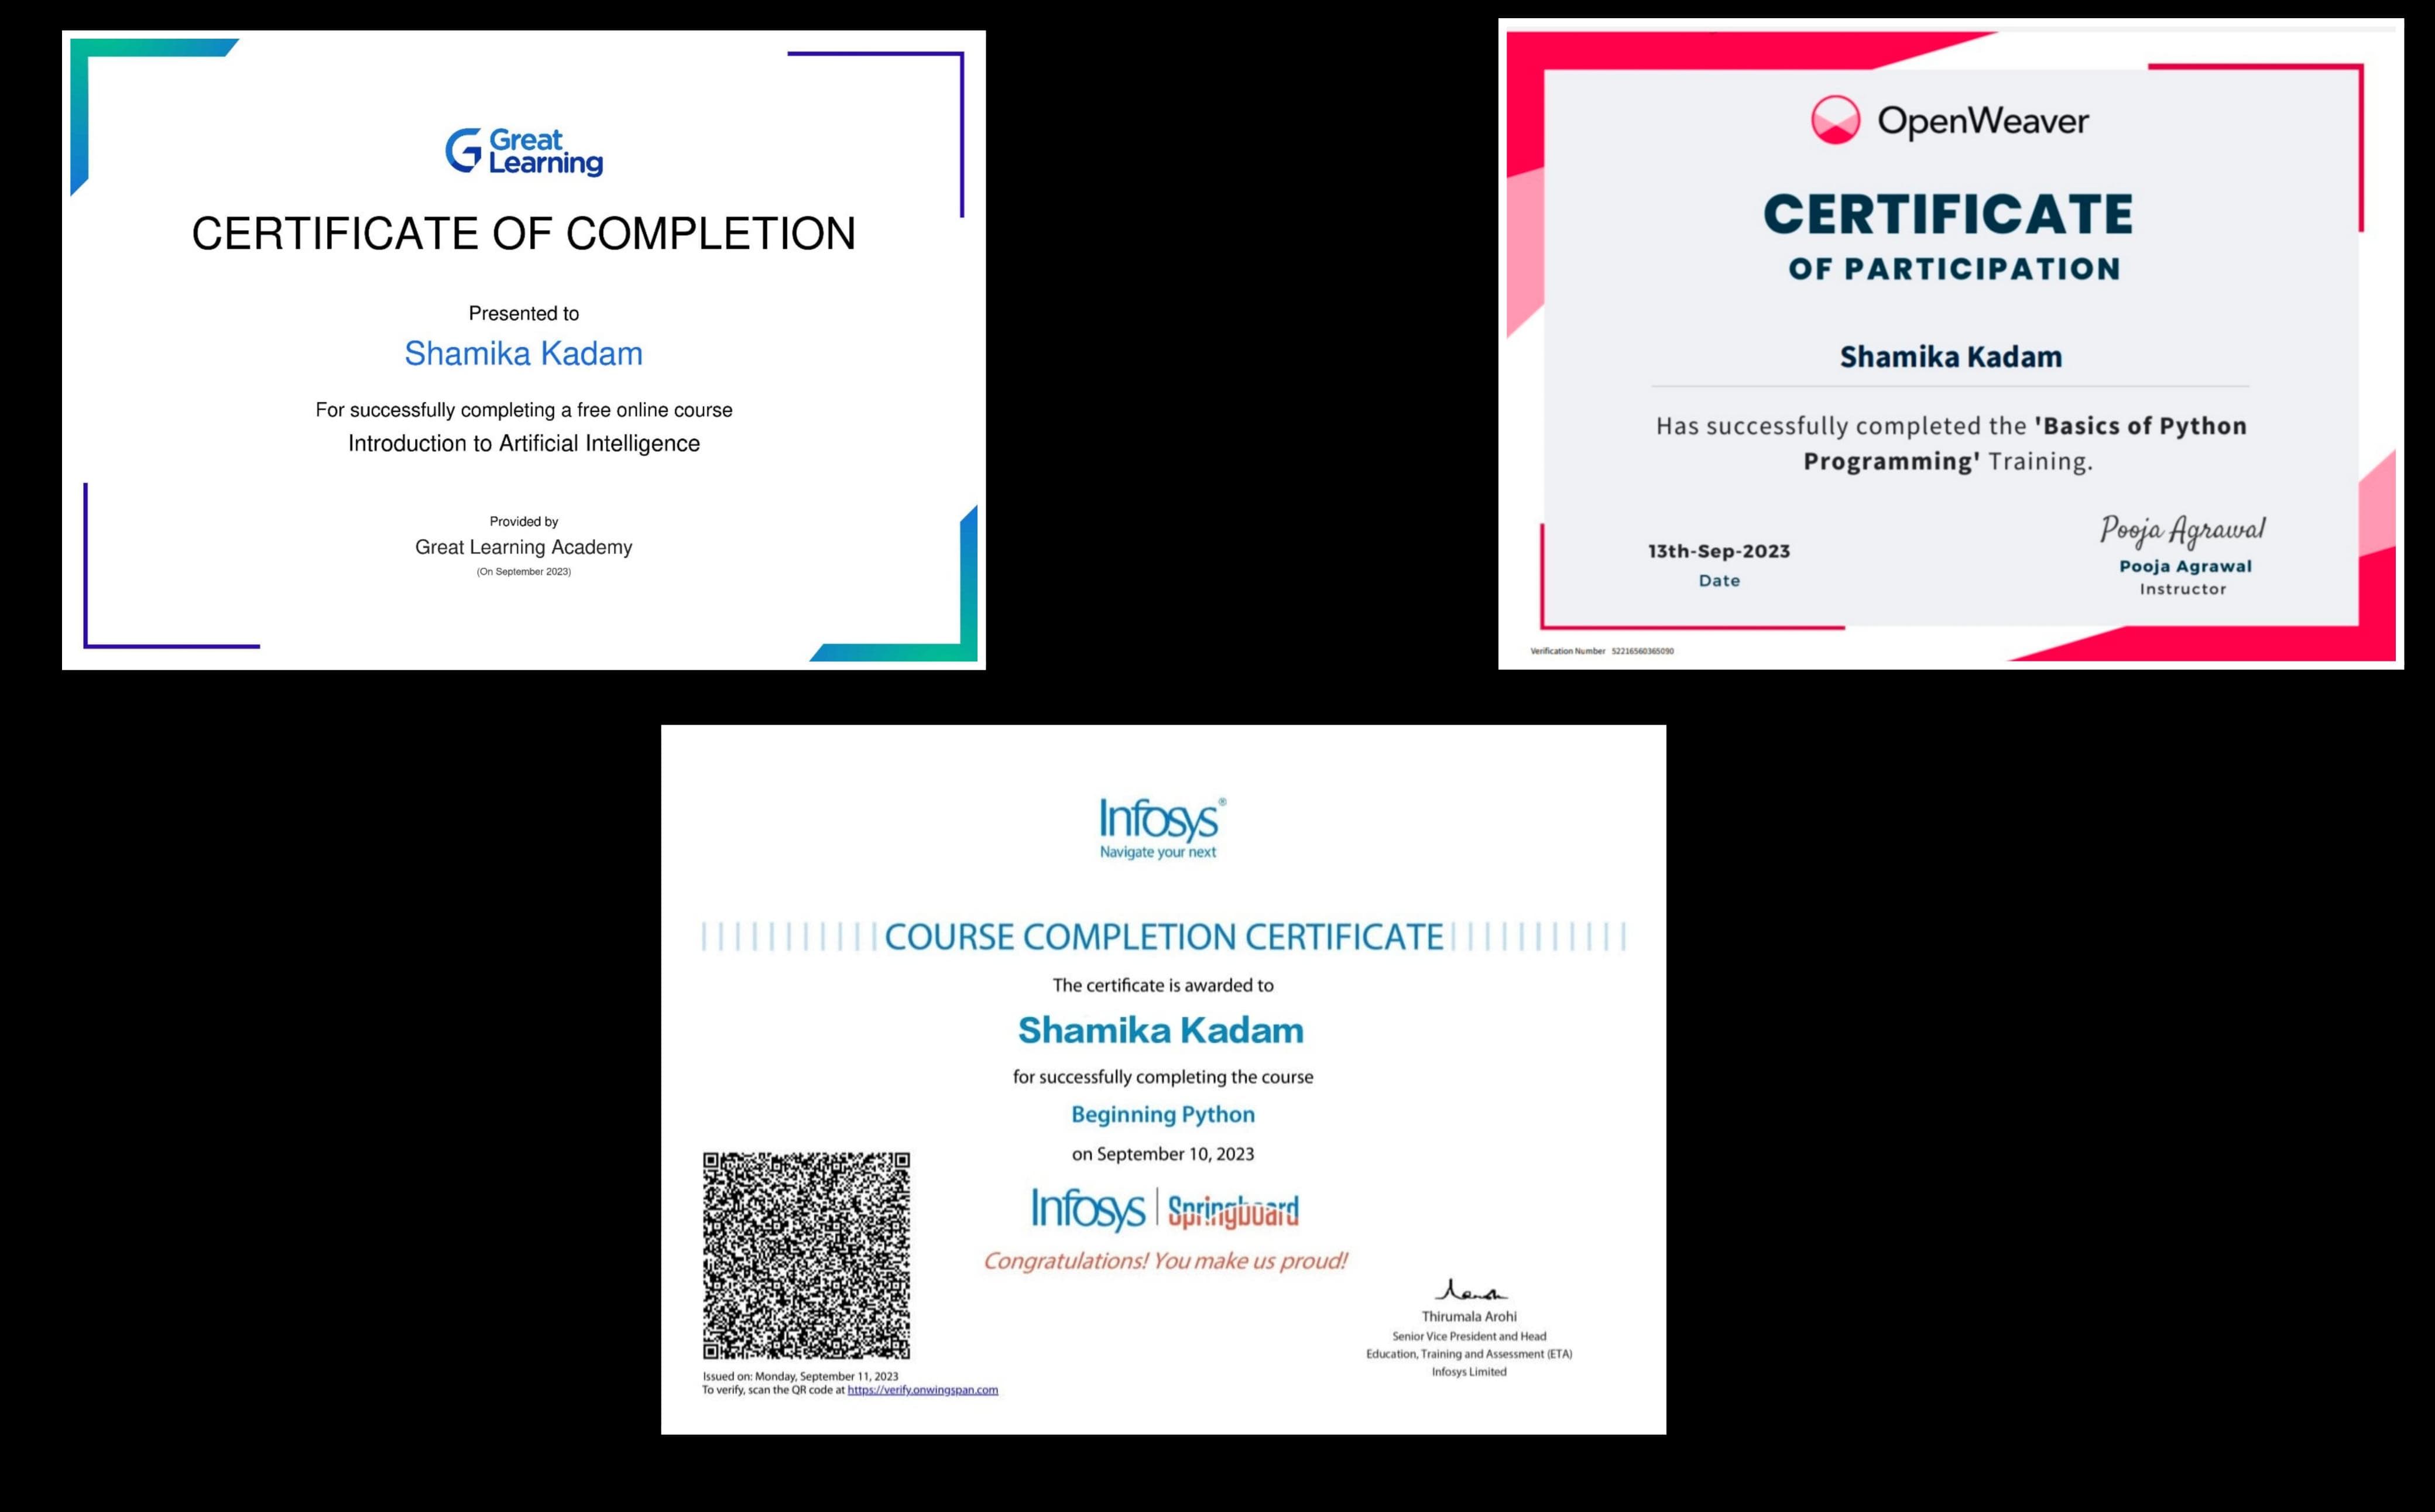 Great
Learning
CERTIFICATE OF COMPLETION
Presented to
Shamika Kadam
For successfully completing a free online course
Introduction to Artificial Intelligence
Provided by
Great Learning Academy
(On September 2023)
OpenWeaver
CERTIFICATE
OF PARTICIPATION
Shamika Kadam
Has successfully completed the 'Basics of Python
Programming' Training.
13th-Sep-2023
Date
Pooja Agrawal
Pooja Agrawal
Instructor
Verification Number 52216560365090
Infosys®
Navigate your next
COURSE COMPLETION CERTIFICATE
The certificate is awarded to
Shamika Kadam
for successfully completing the course
Beginning Python
on September 10, 2023
Infosys | Springboard
Congratulations! You make us proud!
Thirumala Arohi
Senior Vice President and Head
Education, Training and Assessment (ETA)
Infosys Limited
Issued on: Monday, September 11, 2023
To verify, scan the QR code at https://verify.onwingspan.com